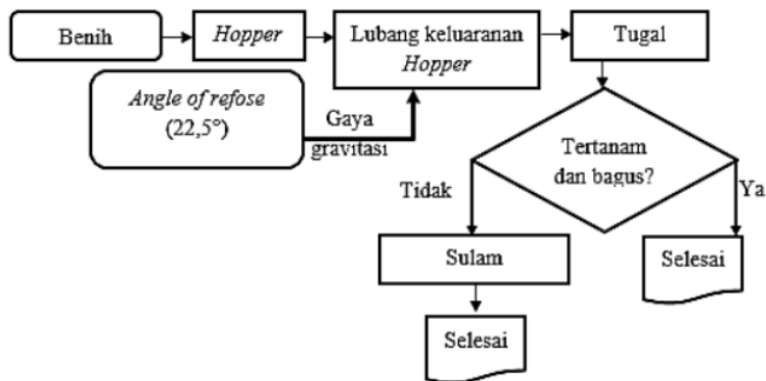 Benih
Hopper
Lubang keluaranan
Hopper
Tugal
Angle of refose
(22,5°)
Gaya
gravitasi
Tertanam
dan bagus?
Tidak
Ya
Sulam
Selesai
Selesai